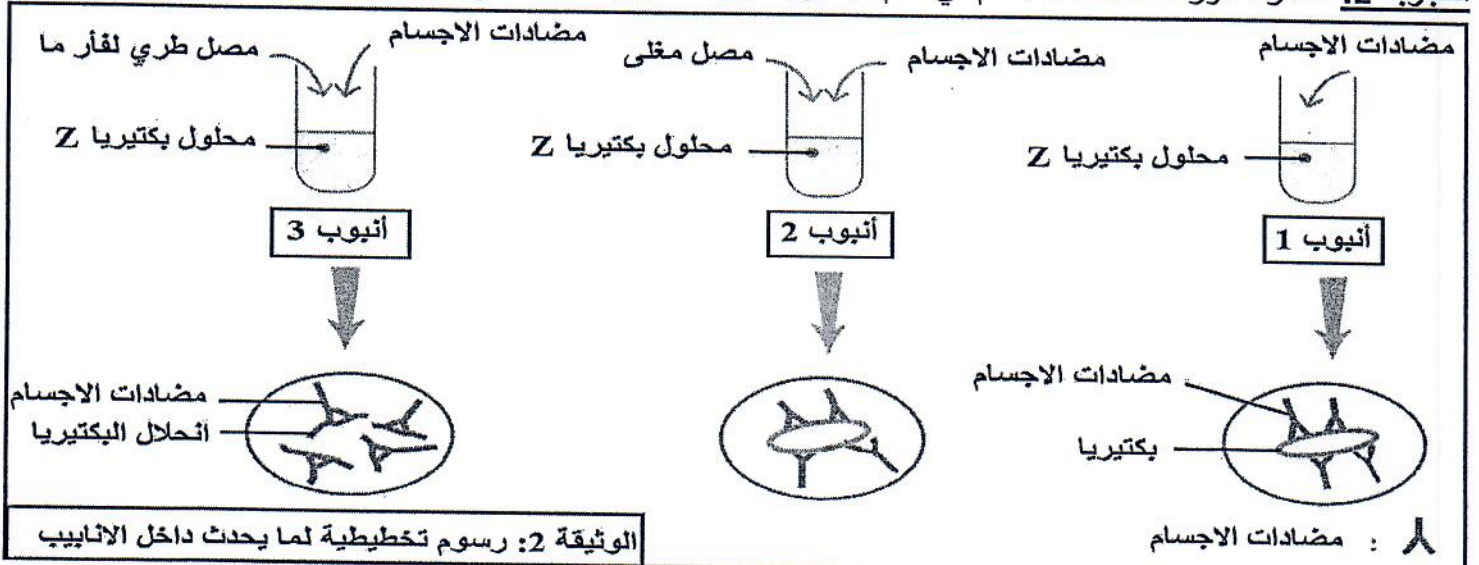 مضادات الاجسام
مضادات الاجسام
مصل مغلى
مضادات الاجسام
مصل طري لفأر ما
محلول بكتيريا Z
محلول بكتيريا Z
محلول بكتيريا Z
أنبوب 1
أنبوب 2
أنبوب 3
مضادات الاجسام
بكتيريا
مضادات الاجسام
انحلال البكتيريا
: مضادات الاجسام
الوثيقة 2: رسوم تخطيطية لما يحدث داخل الانابيب